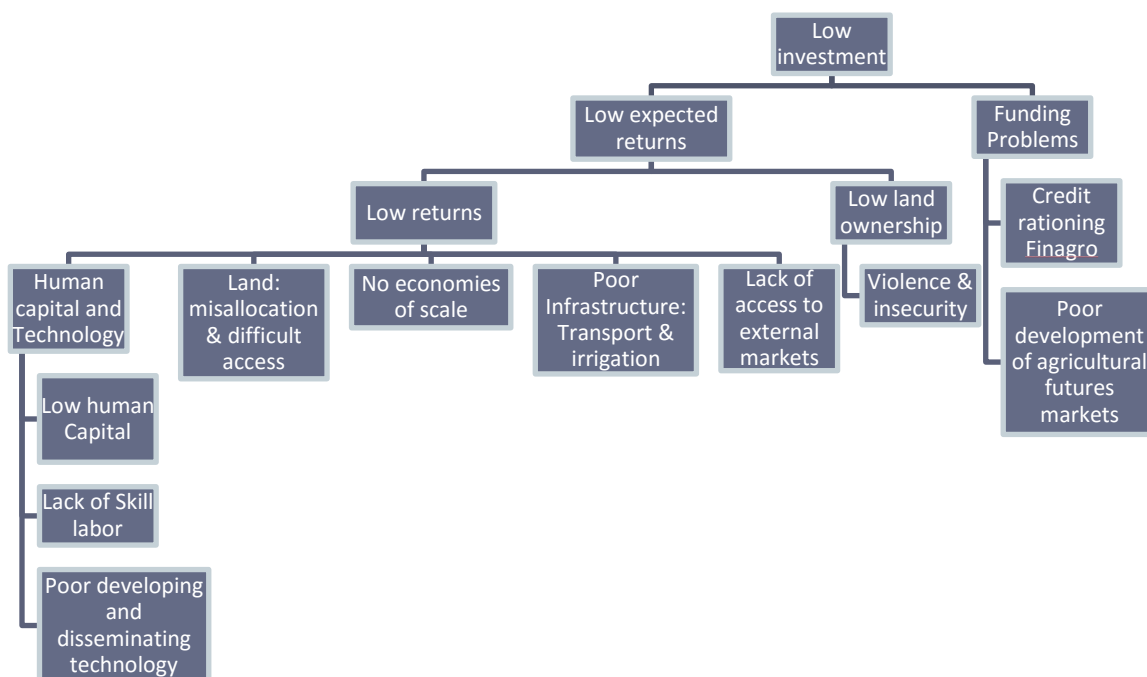 Low
investment
Low expected
returns
Funding
Problems
Low returns
Low land
ownership
Credit
rationing
Finagro
Human
capital and
Technology
Land:
misallocation
& difficult
access
No economies
of scale
Poor
Infrastructure:
Transport &
irrigation
Lack of
access to
external
markets
Violence &
insecurity
Poor
development
of agricultural
futures
markets
Low human
Capital
Lack of Skill
labor
Poor developing
and
disseminating
technology